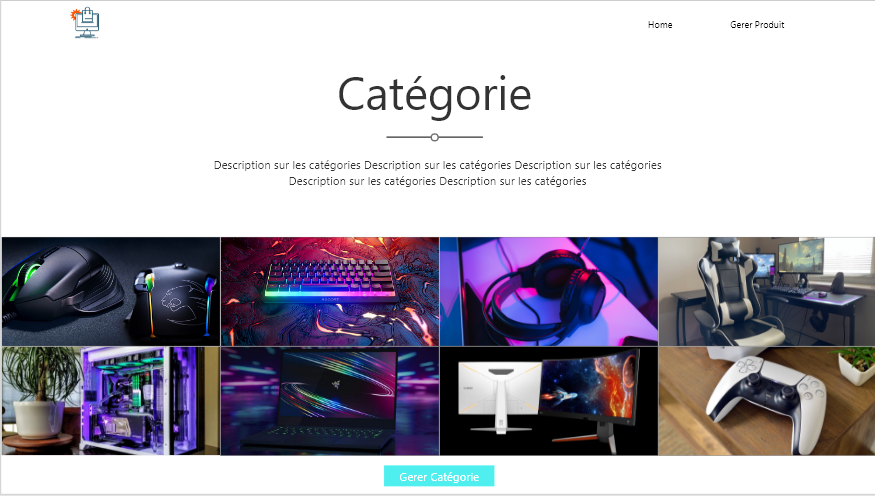 Home
Gerer Produit
Catégorie
Description sur les catégories Description sur les catégories Description sur les catégories
Description sur les catégories Description sur les catégories
Gerer Catégorie